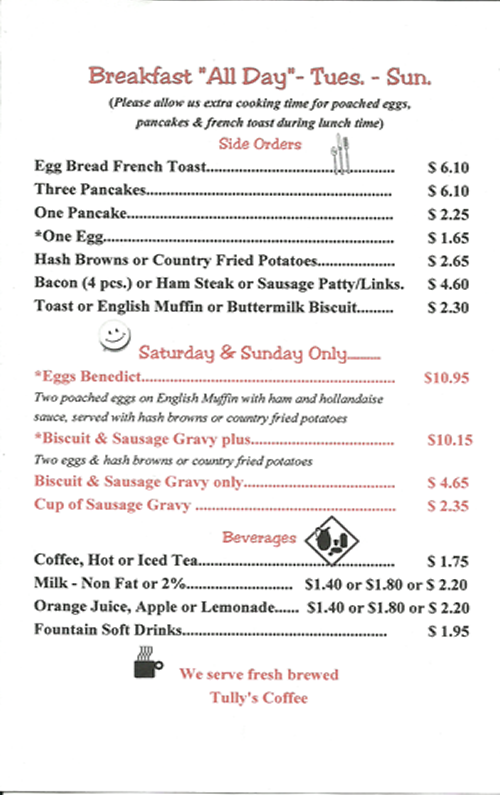 Breakfast "All Day"- Tues. - Sun.
(Please allow us extra cooking time for poached eggs,
pancakes & french toast during lunch time)
Side Orders
Egg Bread French Toast................................................ $ 6.10
Three Pancakes............................................................... $ 6.10
One Pancake.................................................................... $ 2.25
*One Egg.......................................................................... $ 1.65
Hash Browns or Country Fried Potatoes.................... $ 2.65
Bacon (4 pcs.) or Ham Steak or Sausage Patty/Links. $ 4.60
Toast or English Muffin or Buttermilk Biscuit......... $ 2.30
Saturday & Sunday Only.........
*Eggs Benedict................................................................ $10.95
Two poached eggs on English Muffin with ham and hollandaise
sauce, served with hash browns or country fried potatoes
*Biscuit & Sausage Gravy plus.................................... $10.15
Two eggs & hash browns or country fried potatoes
Biscuit & Sausage Gravy only...................................... $ 4.65
Cup of Sausage Gravy .................................................. $ 2.35
Beverages
Coffee, Hot or Iced Tea.................................................. $ 1.75
Milk - Non Fat or 2%........................... $1.40 or $1.80 or $ 2.20
Orange Juice, Apple or Lemonade...... $1.40 or $1.80 or $ 2.20
Fountain Soft Drinks.................................................... $ 1.95
We serve fresh brewed
Tully's Coffee